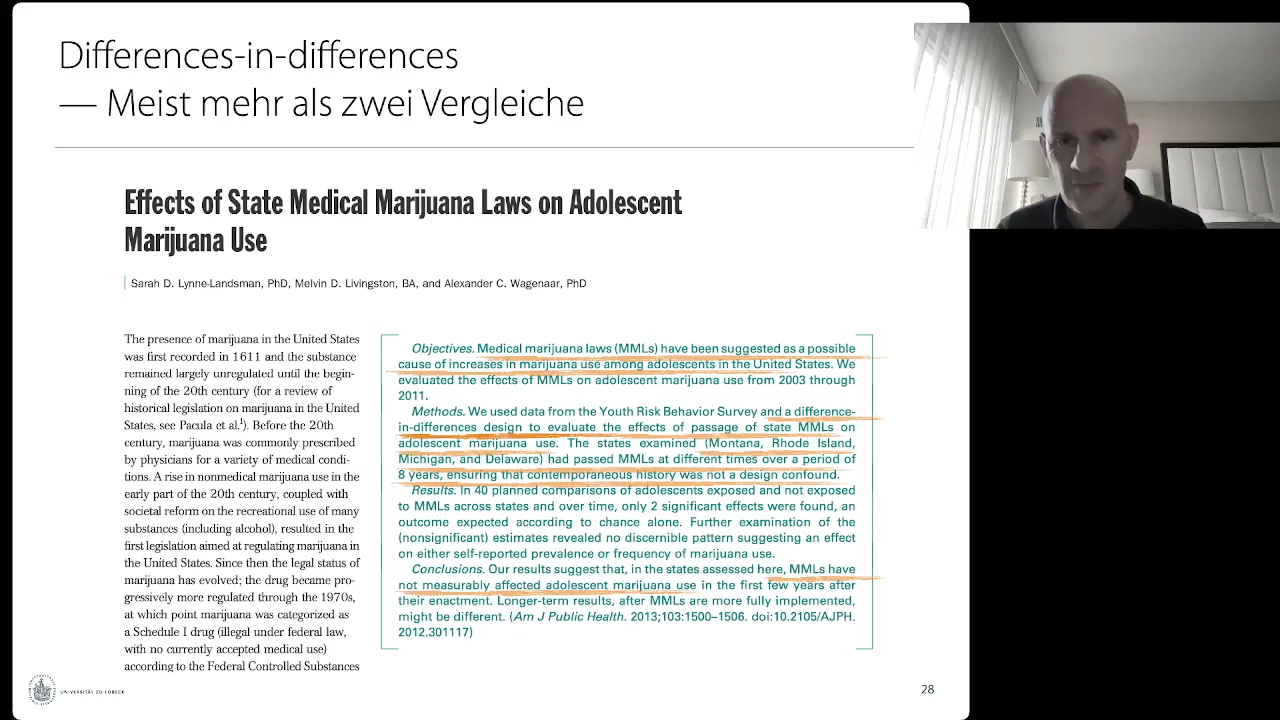 Differences-in-differences
— Meist mehr als zwei Vergleiche
Effects of State Medical Marijuana Laws on Adolescent
Marijuana Use
Sarah D. Lynne-Landsman, PhD, Melvin D. Livingston, BA, and Alexander C. Wagenaar, PhD
The presence of marijuana in the United States
was first recorded in 1611 and the substance
remained largely unregulated until the begin-
ning of the 20th century (for a review of
historical legislation on marijuana in the United
States, see Pacula et al.¹). Before the 20th
century, marijuana was commonly prescribed
by physicians for a variety of medical condi-
tions. A rise in nonmedical marijuana use in the
early part of the 20th century, coupled with
societal reform on the recreational use of many
substances (including alcohol), resulted in the
first legislation aimed at regulating marijuana in
the United States. Since then the legal status of
marijuana has evolved; the drug became pro-
gressively more regulated through the 1970s,
at which point marijuana was categorized as
a Schedule I drug (illegal under federal law,
with no currently accepted medical use)
according to the Federal Controlled Substances
Objectives. Medical marijuana laws (MMLs) have been suggested as a possible
cause of increases in marijuana use among adolescents in the United States. We
evaluated the effects of MMLs on adolescent marijuana use from 2003 through
2011.
Methods. We used data from the Youth Risk Behavior Survey and a difference-
in-differences design to evaluate the effects of passage of state MMLs on
adolescent marijuana use. The states examined (Montana, Rhode Island,
Michigan, and Delaware) had passed MMLs at different times over a period of
8 years, ensuring that contemporaneous history was not a design confound.
Results. In 40 planned comparisons of adolescents exposed and not exposed
to MMLs across states and over time, only 2 significant effects were found, an
outcome expected according to chance alone. Further examination of the
(nonsignificant) estimates revealed no discernible pattern suggesting an effect
on either self-reported prevalence or frequency of marijuana use.
Conclusions. Our results suggest that, in the states assessed here, MMLs have
not measurably affected adolescent marijuana use in the first few years after
their enactment. Longer-term results, after MMLs are more fully implemented,
might be different. (Am J Public Health. 2013;103:1500–1506. doi:10.2105/AJPH.
2012.301117)
UNIVERSITÄT ZU LÜBECK
28